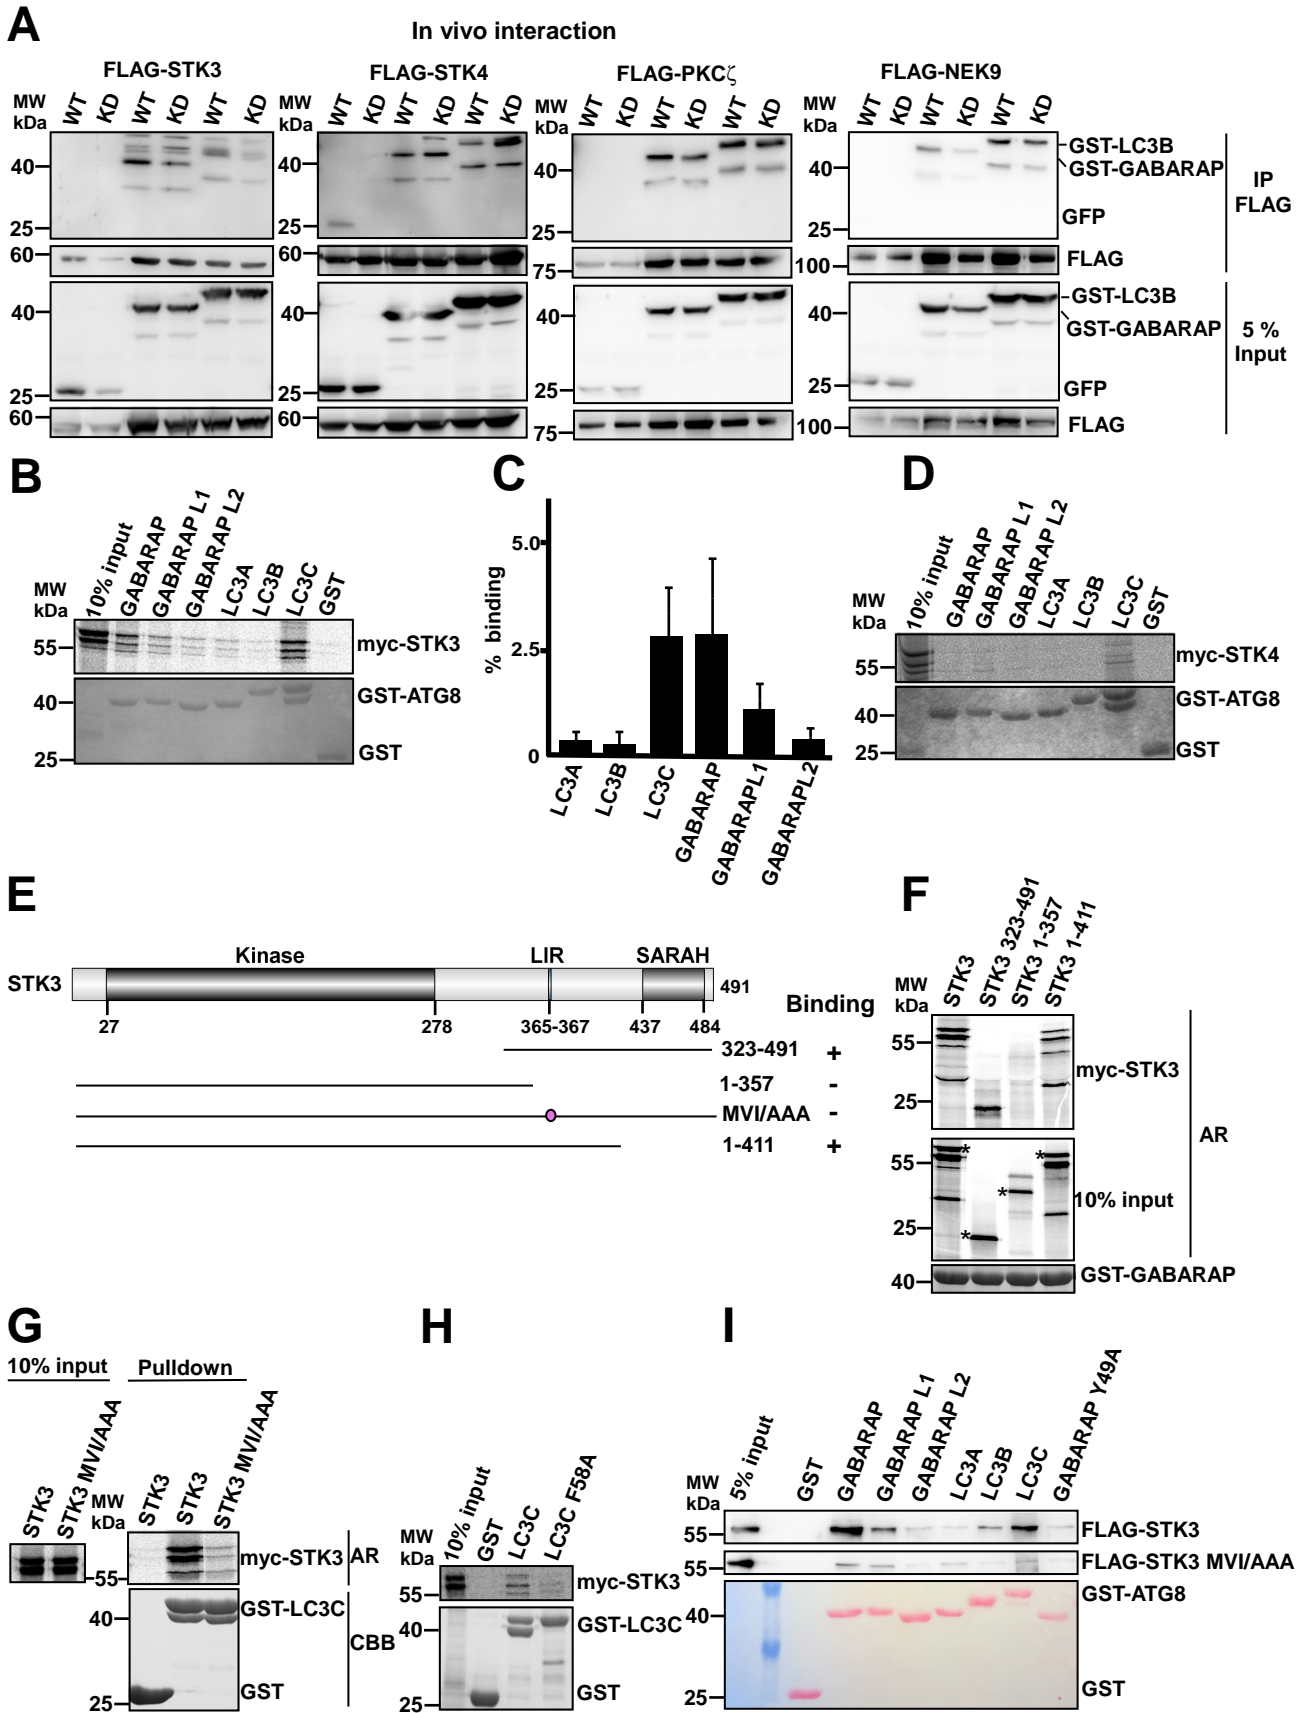 A
In vivo interaction
FLAG-STK3
FLAG-STK4
FLAG-PKCζ
FLAG-NEK9
MW kDa WT KD WT KD WT KD
MW kDa WT KD WT KD WT KD
MW kDa WT KD WT KD WT KD
MW kDa WT KD WT KD WT KD
40
25
60
40
25
60
40
25
60
40
25
60
40
25
75
40
25
75
40
25
100
40
25
100
GST-LC3B
GST-GABARAP
GFP
FLAG
IP FLAG
GST-LC3B
GST-GABARAP
GFP
FLAG
5 % Input
B
MW kDa
10% input
GABARAP
GABARAP L1
GABARAP L2
LC3A
LC3B
LC3C
GST
55
40
25
myc-STK3
GST-ATG8
GST
C
% binding
5.0
2.5
0
LC3A
LC3B
LC3C
GABARAP
GABARAPL1
GABARAPL2
D
MW kDa
10% input
GABARAP
GABARAP L1
GABARAP L2
LC3A
LC3B
LC3C
GST
55
40
25
myc-STK4
GST-ATG8
GST
E
Kinase
LIR
SARAH
STK3
491
27
278
365-367
437
484
Binding
323-491 +
1-357 -
MVI/AAA -
1-411 +
F
MW kDa
STK3
STK3 323-491
STK3 1-357
STK3 1-411
55
25
myc-STK3
55
25
* * * *
10% input
AR
40
GST-GABARAP
G
10% input
Pulldown
STK3
STK3 MVI/AAA
MW kDa
STK3
STK3
STK3 MVI/AAA
55
myc-STK3
AR
40
GST-LC3C
CBB
25
GST
H
MW kDa
10% input
GST
LC3C
LC3C F58A
55
myc-STK3
40
GST-LC3C
25
GST
I
MW kDa
5% input
GST
GABARAP
GABARAP L1
GABARAP L2
LC3A
LC3B
LC3C
GABARAP Y49A
55
FLAG-STK3
55
FLAG-STK3 MVI/AAA
40
GST-ATG8
25
GST